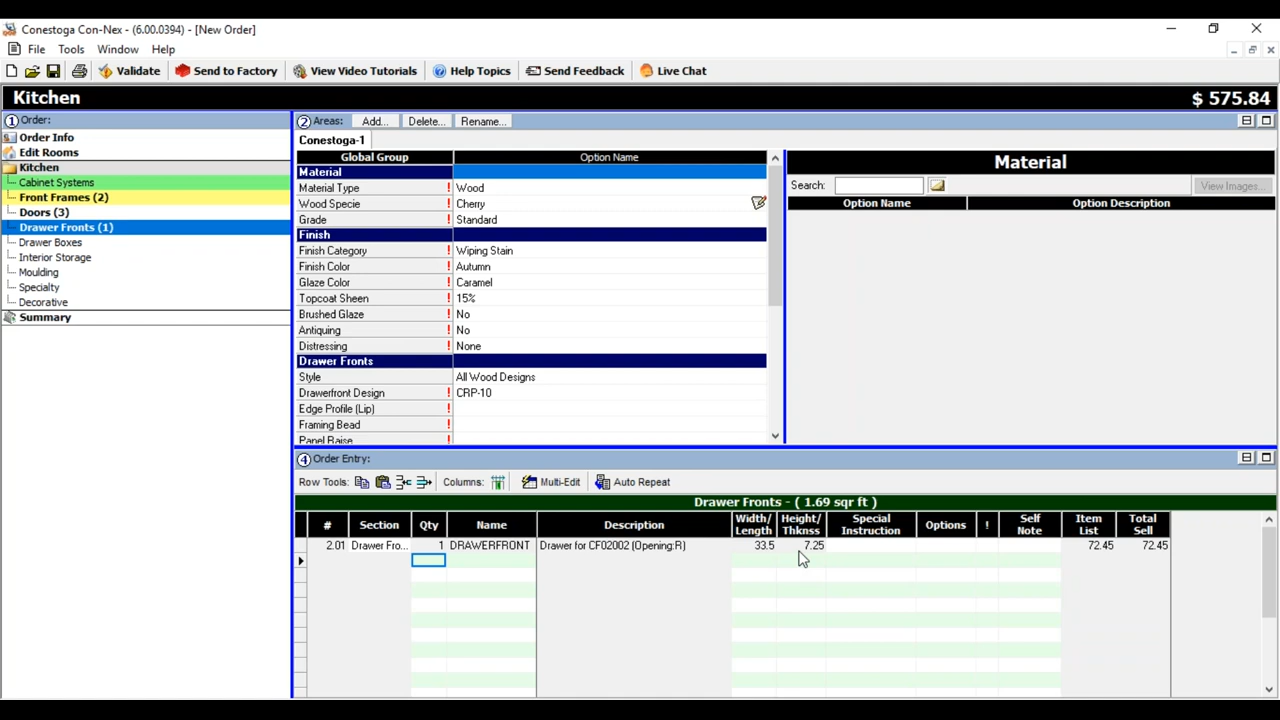 Conestoga Con-Nex - (6.00.0394) - [New Order]
File Tools Window Help
Validate Send to Factory View Video Tutorials Help Topics Send Feedback Live Chat
Kitchen $ 575.84
1 Order:
Order Info
Edit Rooms
Kitchen
Cabinet Systems
Front Frames (2)
Doors (3)
Drawer Fronts (1)
Drawer Boxes
Interior Storage
Moulding
Specialty
Decorative
Summary
2 Areas: Add... Delete... Rename...
Conestoga-1
Global Group Option Name
Material
Material Type ! Wood
Wood Specie ! Cherry
Grade ! Standard
Finish
Finish Category ! Wiping Stain
Finish Color ! Autumn
Glaze Color ! Caramel
Topcoat Sheen ! 15%
Brushed Glaze ! No
Antiquing ! No
Distressing ! None
Drawer Fronts
Style All Wood Designs
Drawerfront Design ! CRP-10
Edge Profile (Lip) !
Framing Bead !
Panel Raise !
Material
Search: View Images...
Option Name Option Description
4 Order Entry:
Row Tools: Columns: Multi-Edit Auto Repeat
Drawer Fronts - ( 1.69 sqr ft )
# Section Qty Name Description Width/ Length Height/ Thknss Special Instruction Options ! Self Note Item List Total Sell
2.01 Drawer Fro... 1 DRAWERFRONT Drawer for CF02002 (Opening:R) 33.5 7.25 72.45 72.45